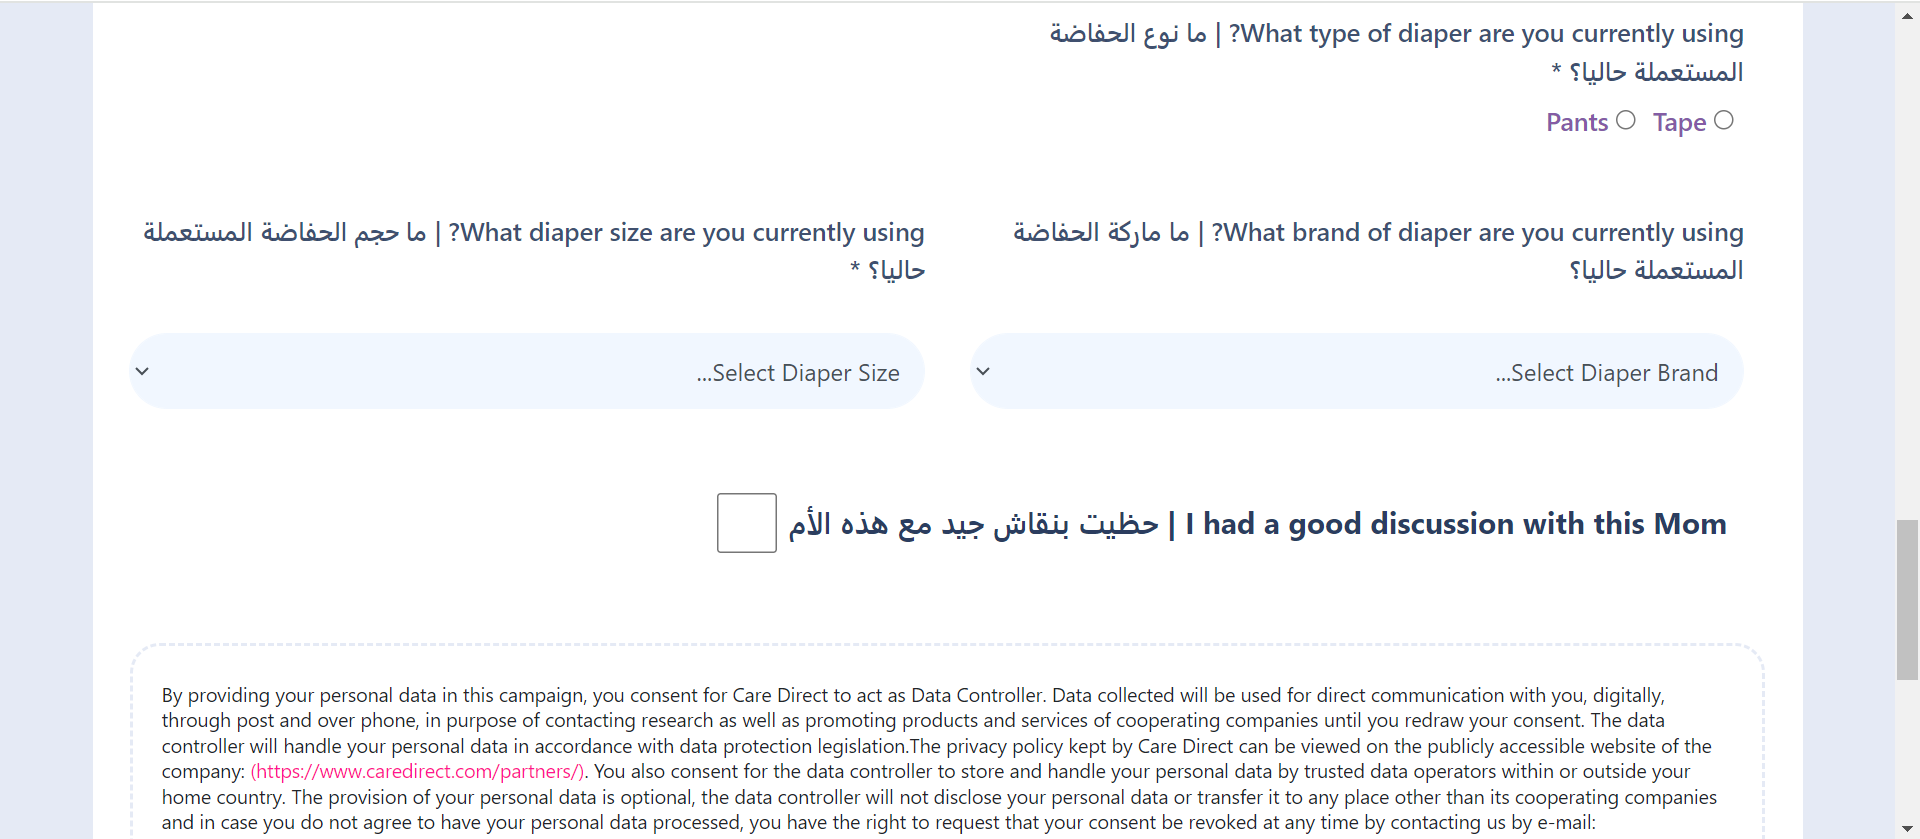 What type of diaper are you currently using? | ما نوع الحفاضة
المستعملة حاليا؟ *
Tape
Pants
What brand of diaper are you currently using? | ما ماركة الحفاضة
المستعملة حاليا؟
Select Diaper Brand...
What diaper size are you currently using? | ما حجم الحفاضة المستعملة
حاليا؟ *
Select Diaper Size...
I had a good discussion with this Mom | حظيت بنقاش جيد مع هذه الأم
By providing your personal data in this campaign, you consent for Care Direct to act as Data Controller. Data collected will be used for direct communication with you, digitally,
through post and over phone, in purpose of contacting research as well as promoting products and services of cooperating companies until you redraw your consent. The data
controller will handle your personal data in accordance with data protection legislation.The privacy policy kept by Care Direct can be viewed on the publicly accessible website of the
company: (https://www.caredirect.com/partners/). You also consent for the data controller to store and handle your personal data by trusted data operators within or outside your
home country. The provision of your personal data is optional, the data controller will not disclose your personal data or transfer it to any place other than its cooperating companies
and in case you do not agree to have your personal data processed, you have the right to request that your consent be revoked at any time by contacting us by e-mail: